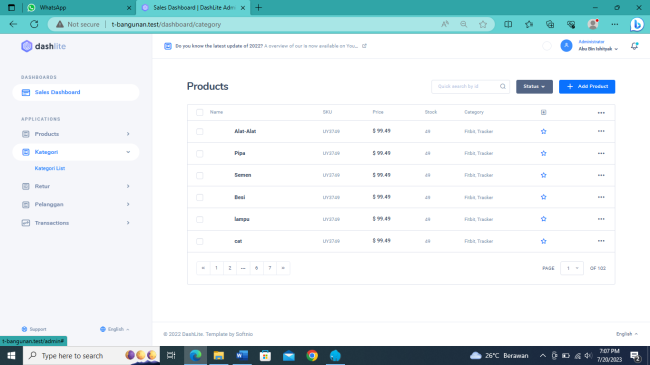 WhatsApp
Sales Dashboard | DashLite Adm
Not secure | t-bangunan.test/dashboard/category
dashlite
Do you know the latest update of 2022? A overview of our is now available on You...
Administrator
Abu Bin Ishityak
DASHBOARDS
Sales Dashboard
APPLICATIONS
Products
Kategori
Kategori List
Retur
Pelanggan
Transactions
Support
English
t-bangunan.test/admin#
Products
Quick search by id
Status
Add Product
Name SKU Price Stock Category
Alat-Alat UY3749 $ 99.49 49 Fitbit, Tracker
Pipa UY3749 $ 99.49 49 Fitbit, Tracker
Semen UY3749 $ 99.49 49 Fitbit, Tracker
Besi UY3749 $ 99.49 49 Fitbit, Tracker
lampu UY3749 $ 99.49 49 Fitbit, Tracker
cat UY3749 $ 99.49 49 Fitbit, Tracker
« 1 2 ••• 6 7 »
PAGE 1 OF 102
© 2022 DashLite. Template by Softnio
English
Type here to search
26°C Berawan
7:07 PM
7/20/2023
2